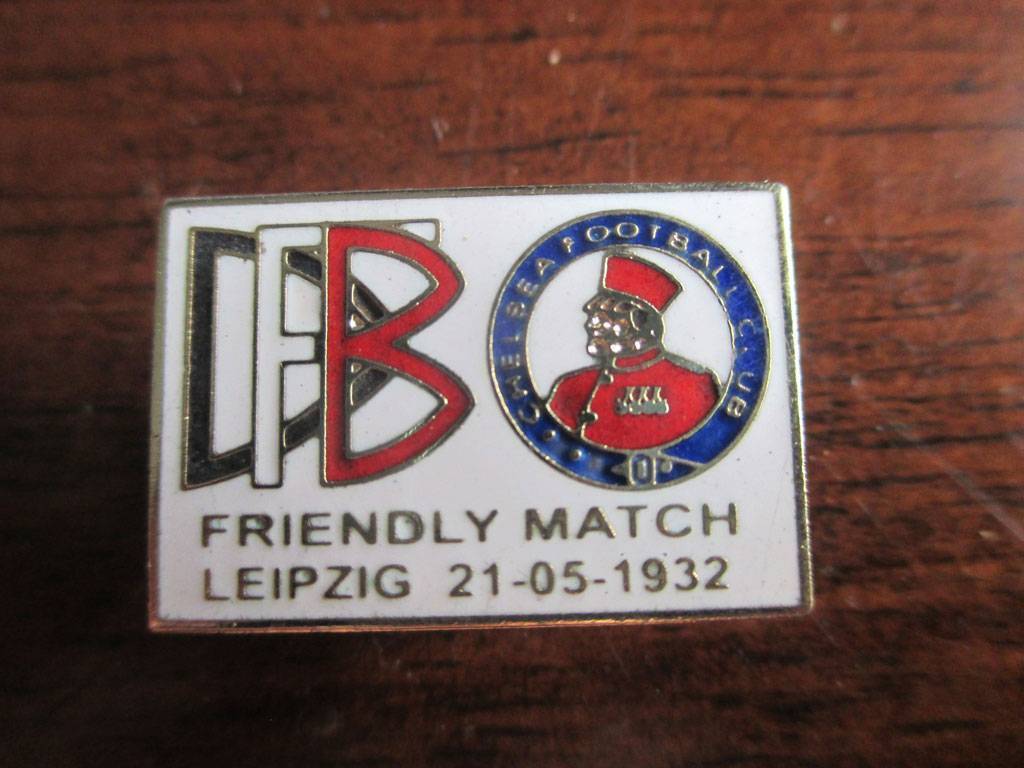 DFB
CHELSEA FOOTBALL CLUB
FRIENDLY MATCH
LEIPZIG 21-05-1932